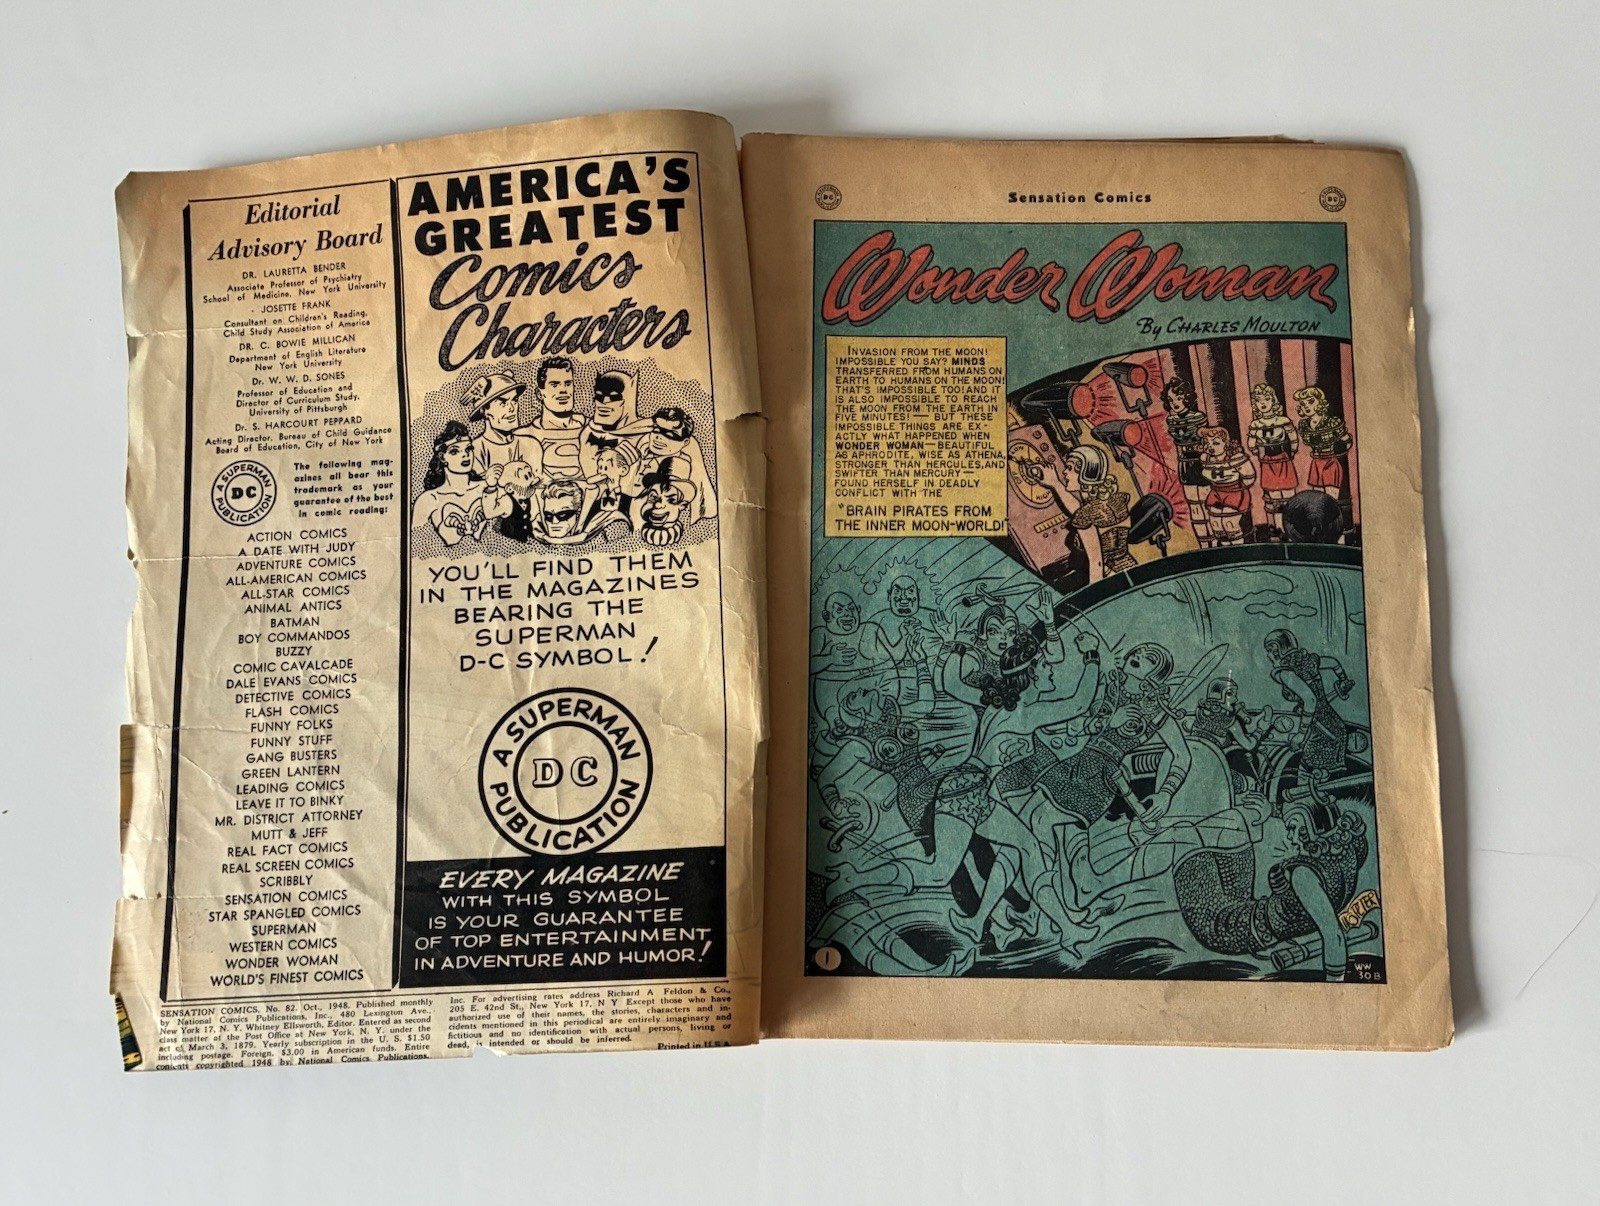 Editorial
Advisory Board
DR. LAURETTA BENDER
Associate Professor of Psychiatry
School of Medicine, New York University
JOSETTE FRANK
Consultant on Children's Reading,
Child Study Association of America
DR. C. BOWIE MILLICAN
Department of English Literature
New York University
Dr. W. W. D. SONES
Professor of Education and
Director of Curriculum Study,
University of Pittsburgh
Dr. S. HARCOURT PEPPARD
Acting Director, Bureau of Child Guidance
Board of Education, City of New York
A SUPERMAN
DC
PUBLICATION
The following mag-
azines all bear this
trademark as your
guarantee of the best
in comic reading:
ACTION COMICS
A DATE WITH JUDY
ADVENTURE COMICS
ALL-AMERICAN COMICS
ALL-STAR COMICS
ANIMAL ANTICS
BATMAN
BOY COMMANDOS
BUZZY
COMIC CAVALCADE
DALE EVANS COMICS
DETECTIVE COMICS
FLASH COMICS
FUNNY FOLKS
FUNNY STUFF
GANG BUSTERS
GREEN LANTERN
LEADING COMICS
LEAVE IT TO BINKY
MR. DISTRICT ATTORNEY
MUTT & JEFF
REAL FACT COMICS
REAL SCREEN COMICS
SCRIBBLY
SENSATION COMICS
STAR SPANGLED COMICS
SUPERMAN
WESTERN COMICS
WONDER WOMAN
WORLD'S FINEST COMICS
AMERICA'S
GREATEST
Comics
Characters
YOU'LL FIND THEM
IN THE MAGAZINES
BEARING THE
SUPERMAN
D-C SYMBOL!
A SUPERMAN
DC
PUBLICATION
EVERY MAGAZINE
WITH THIS SYMBOL
IS YOUR GUARANTEE
OF TOP ENTERTAINMENT
IN ADVENTURE AND HUMOR!
SENSATION COMICS, No. 82. Oct., 1948. Published monthly
by National Comics Publications, Inc., 480 Lexington Ave.,
New York 17, N. Y. Whitney Ellsworth, Editor. Entered as second
class matter at the Post Office at New York, N. Y. under the
act of March 3, 1879. Yearly subscription in the U. S. $1.50
including postage. Foreign, $3.00 in American funds. Entire
contents copyrighted 1948 by National Comics Publications,
Inc. For advertising rates address Richard A Feldon & Co.,
205 E. 42nd St., New York 17, N Y Except those who have
authorized use of their names, the stories, characters and in-
cidents mentioned in this periodical are entirely imaginary and
fictitious and no identification with actual persons, living or
dead, is intended or should be inferred.
Printed in U.S.A
Sensation Comics
Wonder Woman
By CHARLES MOULTON
INVASION FROM THE MOON!
IMPOSSIBLE YOU SAY? MINDS
TRANSFERRED FROM HUMANS ON
EARTH TO HUMANS ON THE MOON!
THAT'S IMPOSSIBLE TOO! AND IT
IS ALSO IMPOSSIBLE TO REACH
THE MOON FROM THE EARTH IN
FIVE MINUTES! — BUT THESE
IMPOSSIBLE THINGS ARE EX-
ACTLY WHAT HAPPENED WHEN
WONDER WOMAN — BEAUTIFUL
AS APHRODITE, WISE AS ATHENA,
STRONGER THAN HERCULES, AND
SWIFTER THAN MERCURY —
FOUND HERSELF IN DEADLY
CONFLICT WITH THE
"BRAIN PIRATES FROM
THE INNER MOON-WORLD!
HIGH
H G PETER
1
WW
30 B